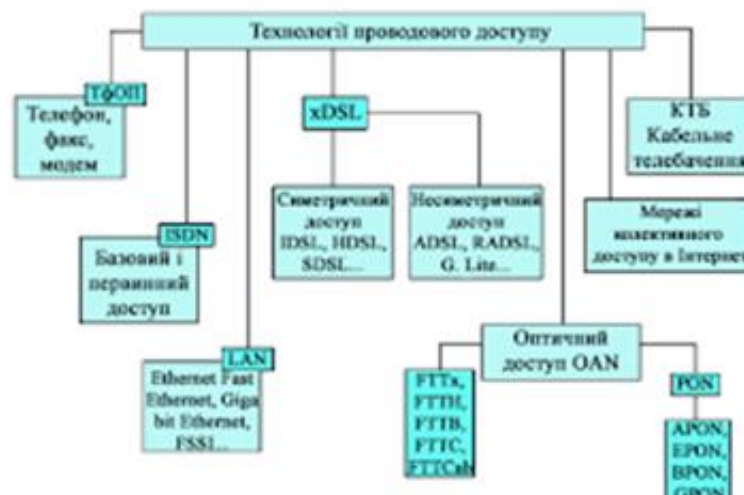 Технології проводового доступу
ТфОП
Телефон,
факс,
модем
ISDN
Базовий і
первинний
доступ
LAN
Ethernet Fast
Ethernet, Giga
bit Ethernet,
FSSI...
xDSL
Симетричний
доступ
IDSL, HDSL,
SDSL...
Несиметричний
доступ
ADSL, RADSL,
G. Lite...
Оптичний
доступ OAN
FTTx,
FTTH,
FTTB,
FTTC,
FTTCab
PON
APON,
EPON,
BPON,
GPON
Мережі
колективного
доступу в Інтернет
КТБ
Кабельне
телебачення